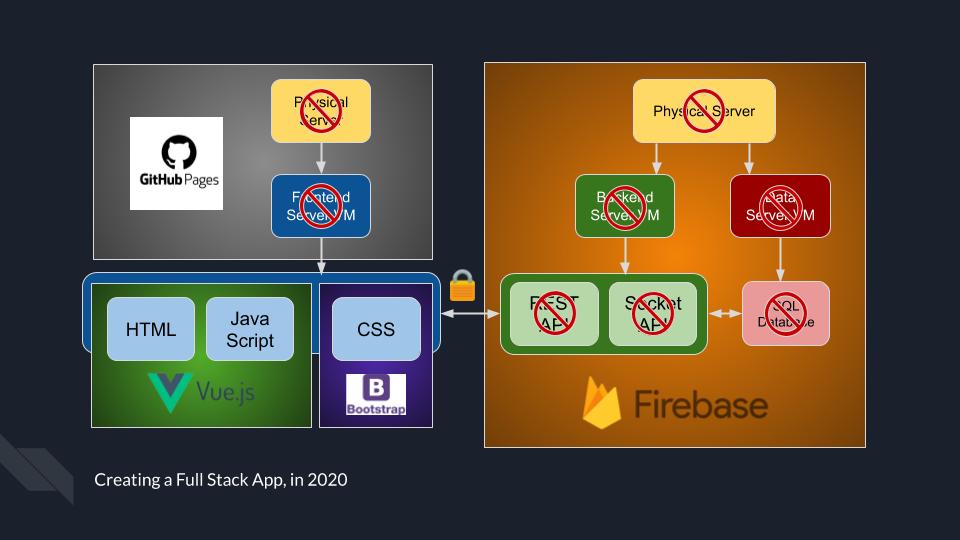 Physical
Server
Physical Server
GitHub Pages
Frontend
Server VM
Backend
Server VM
Data
Server VM
HTML
Java
Script
CSS
REST
API
Socket
API
SQL
Database
Vue.js
B
Bootstrap
Firebase
Creating a Full Stack App, in 2020